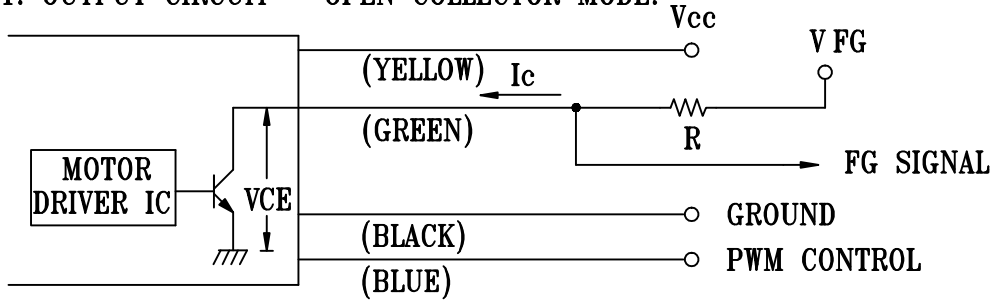 OUTPUT CIRCUIT OPEN COLLECTOR MODE:
Vcc
V FG
(YELLOW)
Ic
(GREEN)
R
FG SIGNAL
MOTOR
DRIVER IC
VCE
GROUND
(BLACK)
PWM CONTROL
(BLUE)